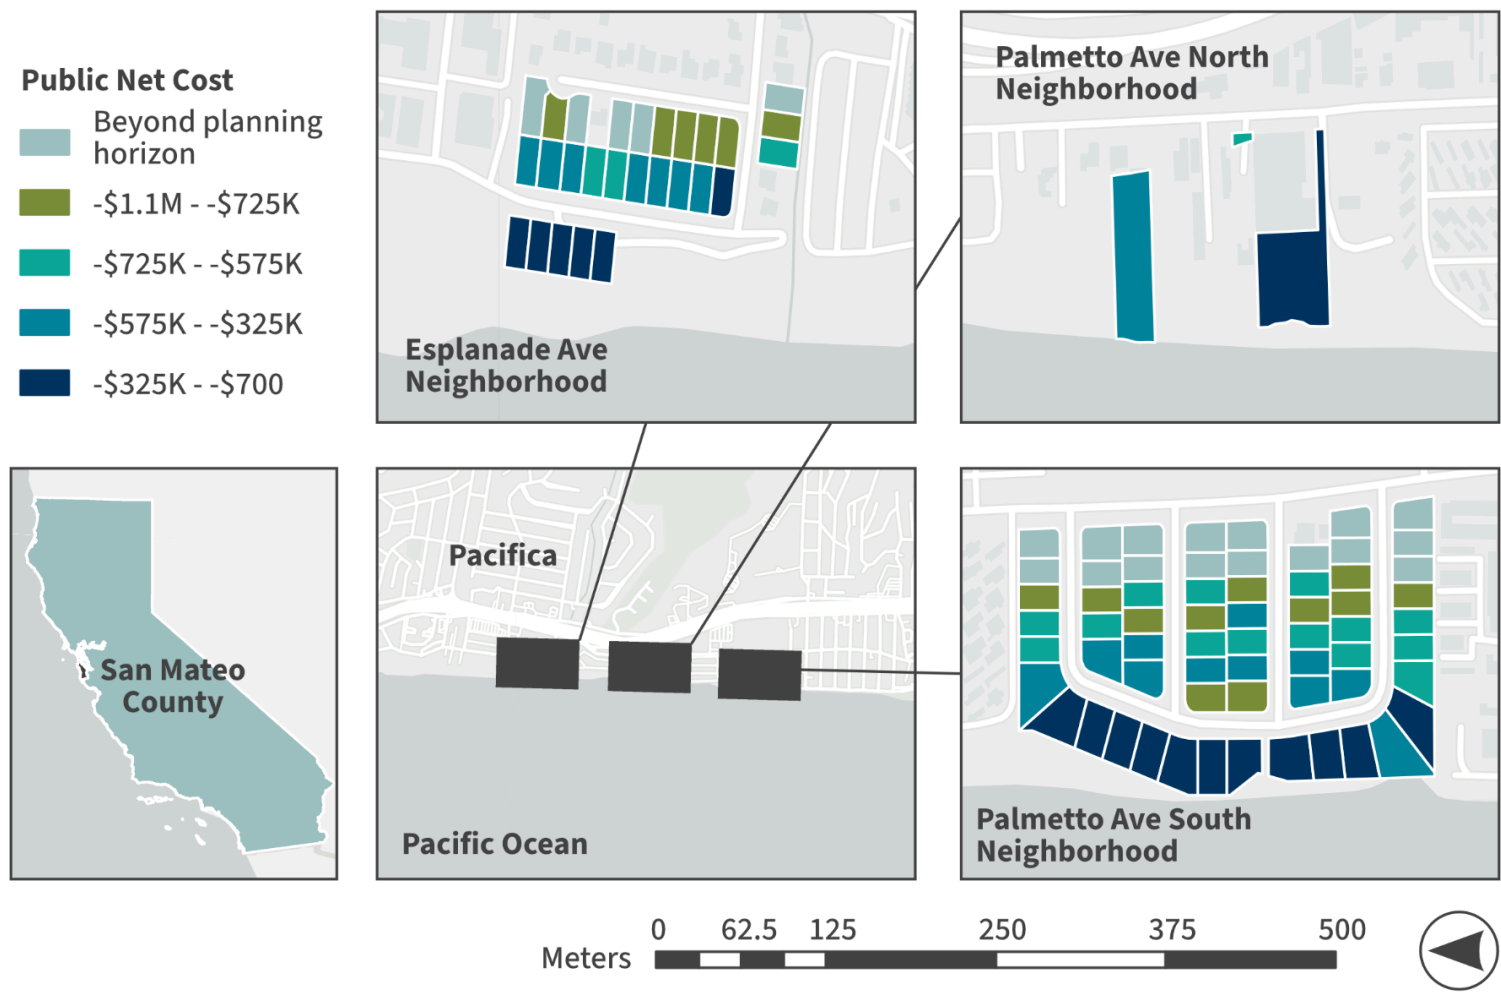 Public Net Cost
Beyond planning
horizon
-$1.1M - -$725K
-$725K - -$575K
-$575K - -$325K
-$325K - -$700
Esplanade Ave
Neighborhood
Palmetto Ave North
Neighborhood
San Mateo
County
Pacifica
Pacific Ocean
Palmetto Ave South
Neighborhood
0 62.5 125 250 375 500
Meters